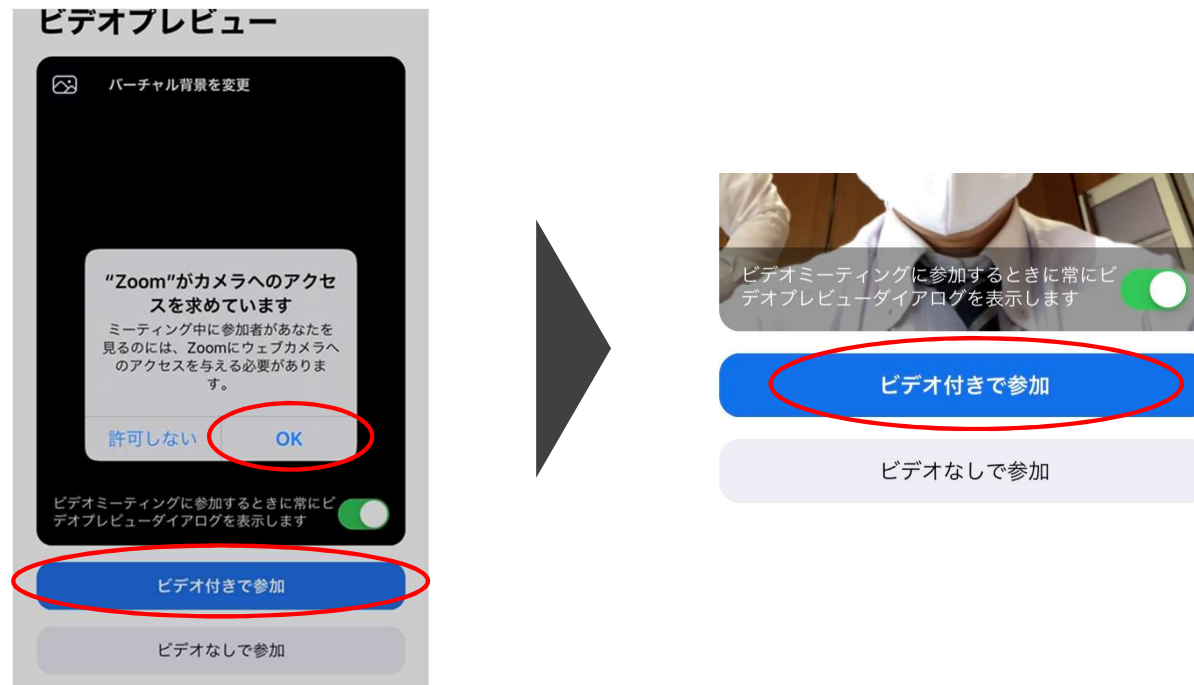 ビデオプレビュー
バーチャル背景を変更
“Zoom”がカメラへのアクセ
スを求めています
ミーティング中に参加者があなたを
見るのには、Zoomにウェブカメラへ
のアクセスを与える必要がありま
す。
許可しない
OK
ビデオミーティングに参加するときに常にビ
デオプレビューダイアログを表示します
ビデオ付きで参加
ビデオなしで参加
ビデオミーティングに参加するときに常にビ
デオプレビューダイアログを表示します
ビデオ付きで参加
ビデオなしで参加